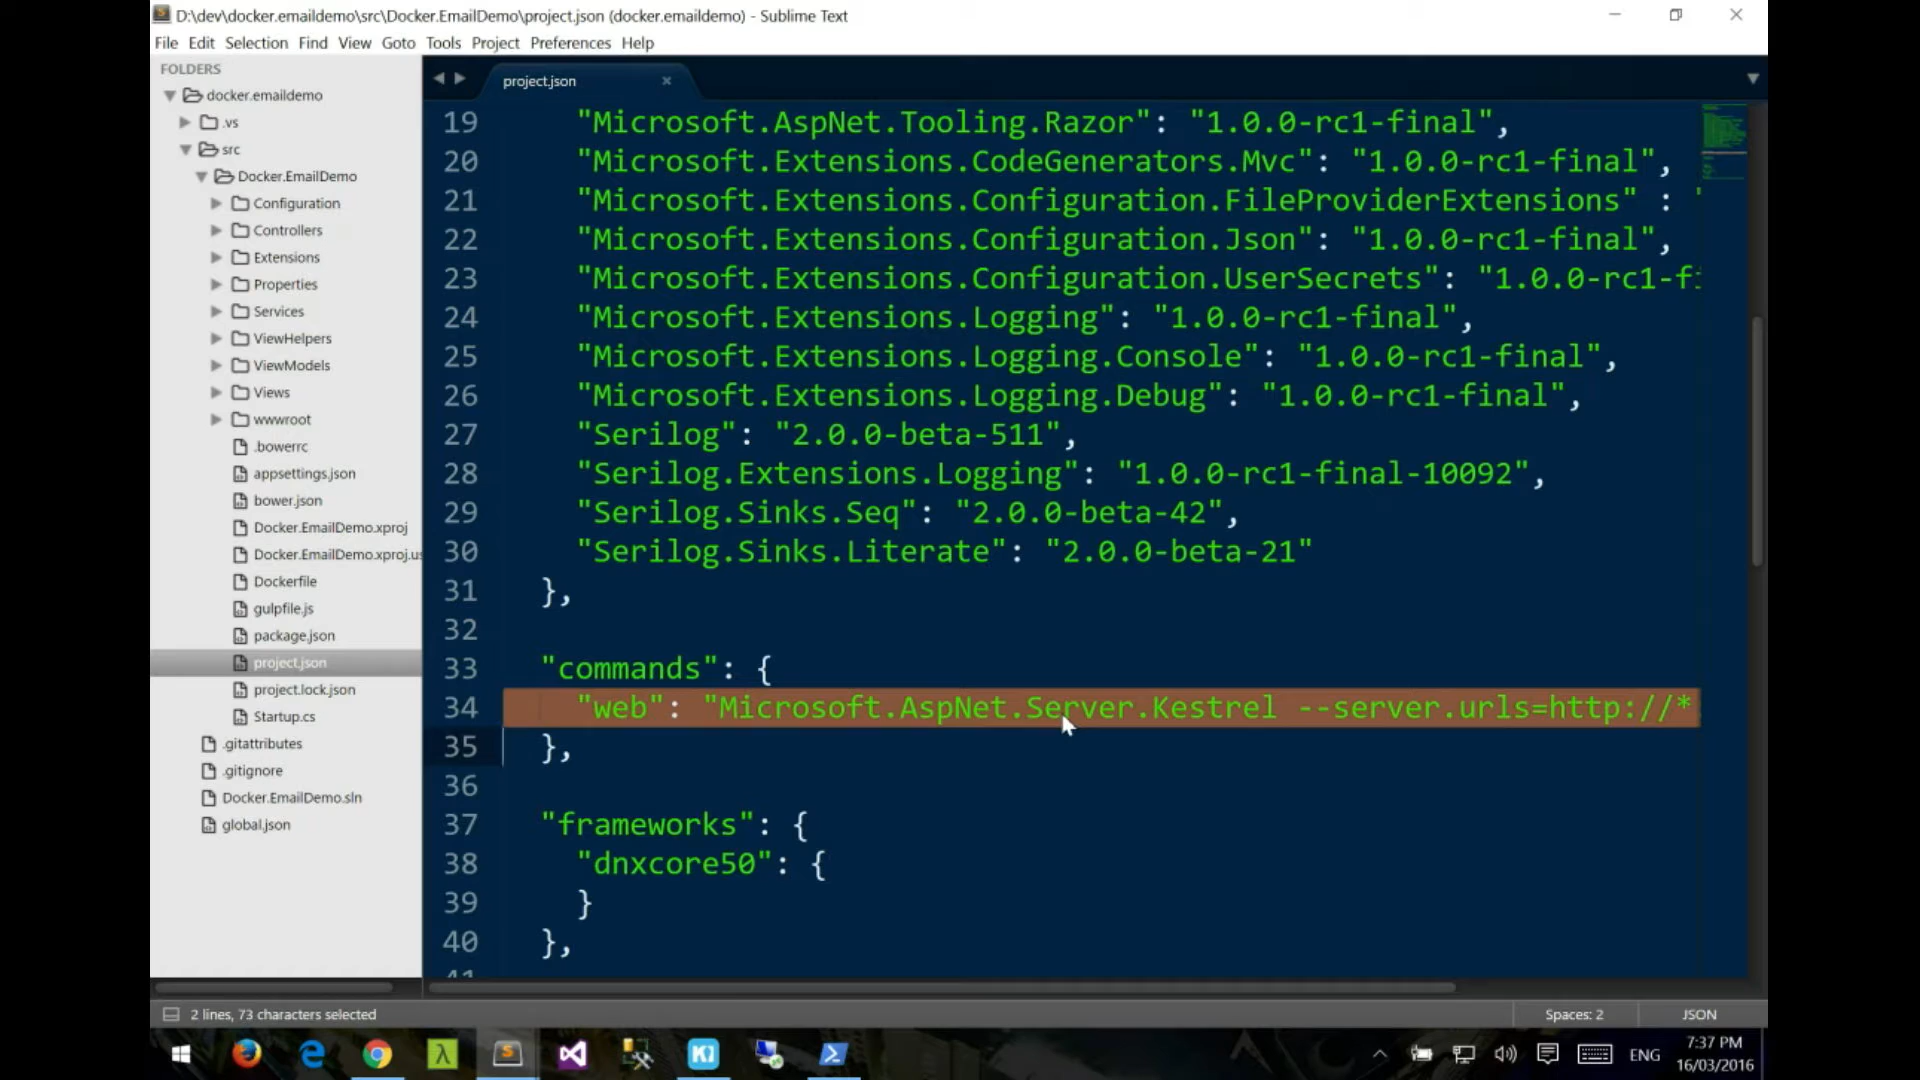 D:\dev\docker.emaildemo\src\Docker.EmailDemo\project.json (docker.emaildemo) - Sublime Text
File Edit Selection Find View Goto Tools Project Preferences Help
FOLDERS
docker.emaildemo
.vs
src
Docker.EmailDemo
Configuration
Controllers
Extensions
Properties
Services
ViewHelpers
ViewModels
Views
wwwroot
.bowerrc
appsettings.json
bower.json
Docker.EmailDemo.xproj
Docker.EmailDemo.xproj.us
Dockerfile
gulpfile.js
package.json
project.json
project.lock.json
Startup.cs
.gitattributes
.gitignore
Docker.EmailDemo.sln
global.json
project.json
19 "Microsoft.AspNet.Tooling.Razor": "1.0.0-rc1-final",
20 "Microsoft.Extensions.CodeGenerators.Mvc": "1.0.0-rc1-final",
21 "Microsoft.Extensions.Configuration.FileProviderExtensions" : "
22 "Microsoft.Extensions.Configuration.Json": "1.0.0-rc1-final",
23 "Microsoft.Extensions.Configuration.UserSecrets": "1.0.0-rc1-fi
24 "Microsoft.Extensions.Logging": "1.0.0-rc1-final",
25 "Microsoft.Extensions.Logging.Console": "1.0.0-rc1-final",
26 "Microsoft.Extensions.Logging.Debug": "1.0.0-rc1-final",
27 "Serilog": "2.0.0-beta-511",
28 "Serilog.Extensions.Logging": "1.0.0-rc1-final-10092",
29 "Serilog.Sinks.Seq": "2.0.0-beta-42",
30 "Serilog.Sinks.Literate": "2.0.0-beta-21"
31 },
32
33 "commands": {
34 "web": "Microsoft.AspNet.Server.Kestrel --server.urls=http://*
35 },
36
37 "frameworks": {
38 "dnxcore50": {
39 }
40 },
41
2 lines, 73 characters selected
Spaces: 2
JSON
ENG
7:37 PM
16/03/2016